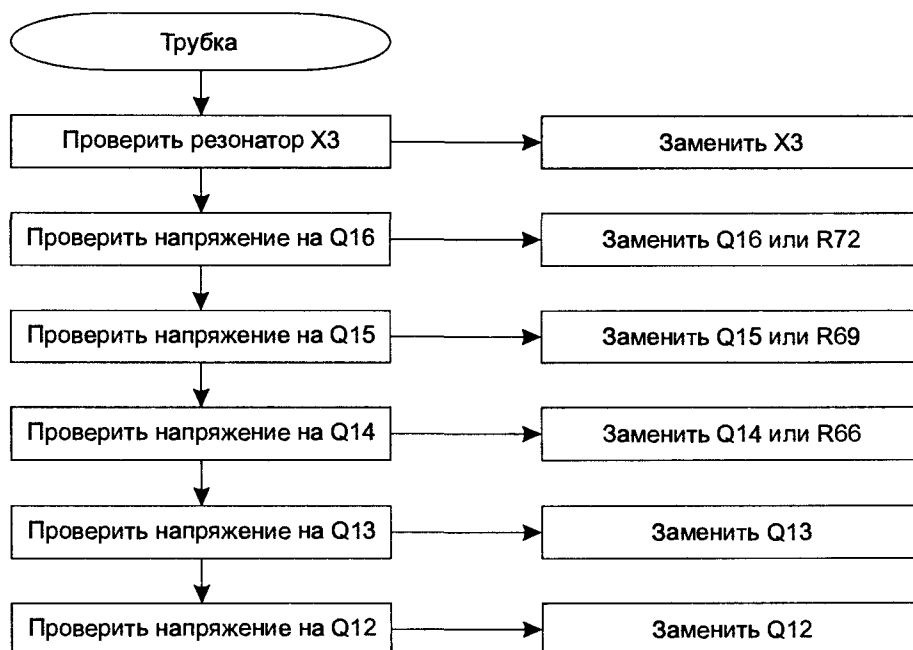 Трубка
Проверить резонатор X3
Заменить X3
Проверить напряжение на Q16
Заменить Q16 или R72
Проверить напряжение на Q15
Заменить Q15 или R69
Проверить напряжение на Q14
Заменить Q14 или R66
Проверить напряжение на Q13
Заменить Q13
Проверить напряжение на Q12
Заменить Q12